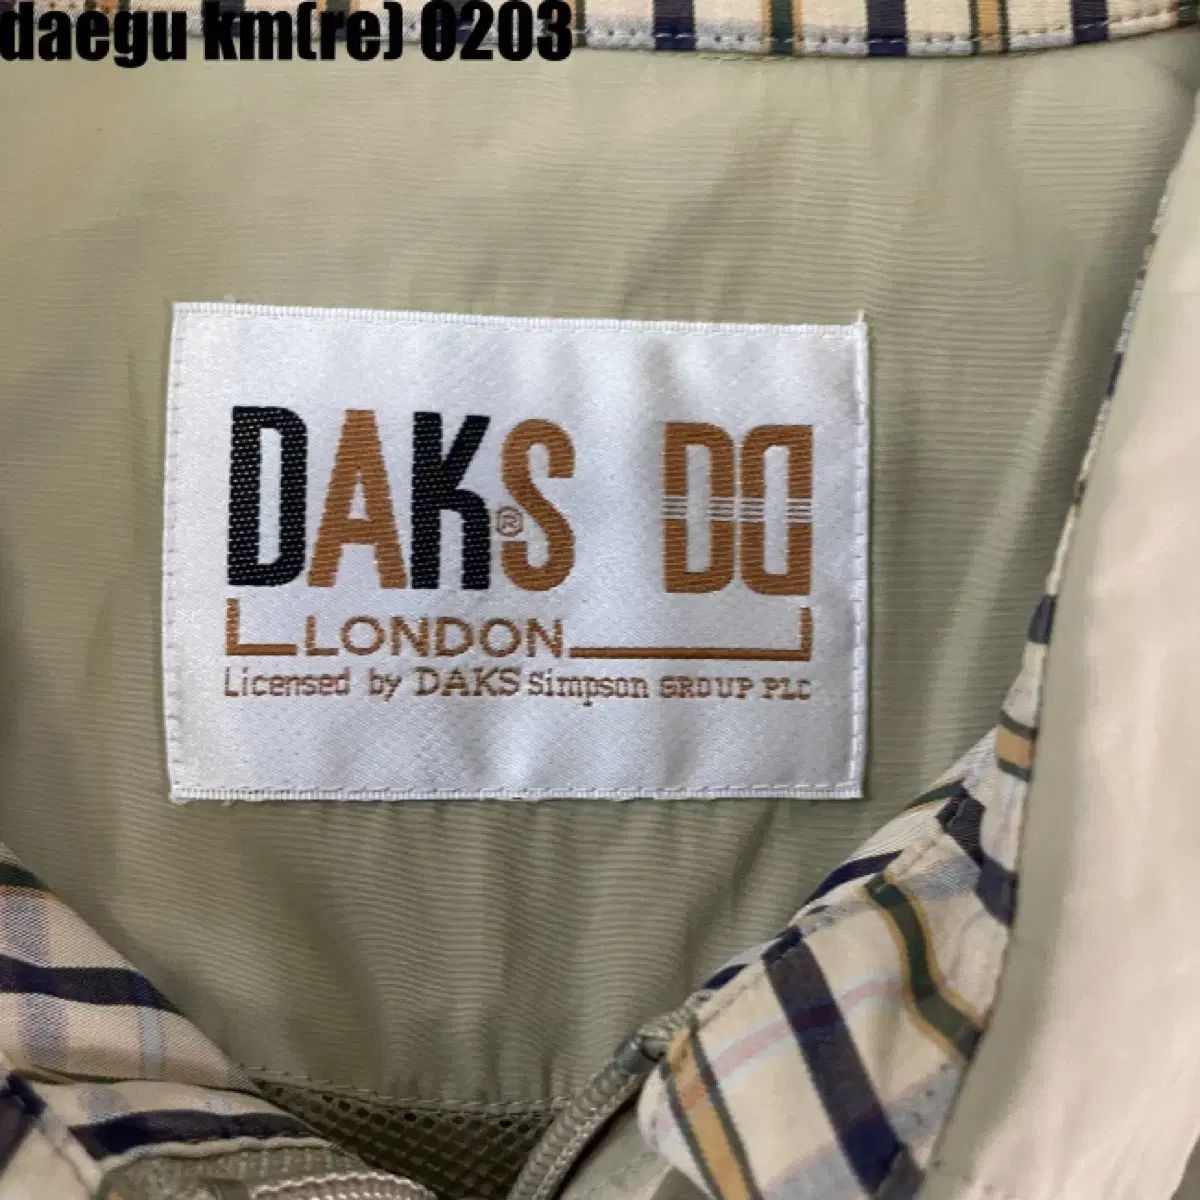 daegu km(re) 0203
DAKS® DD
LONDON
Licensed by DAKS Simpson GROUP PLC